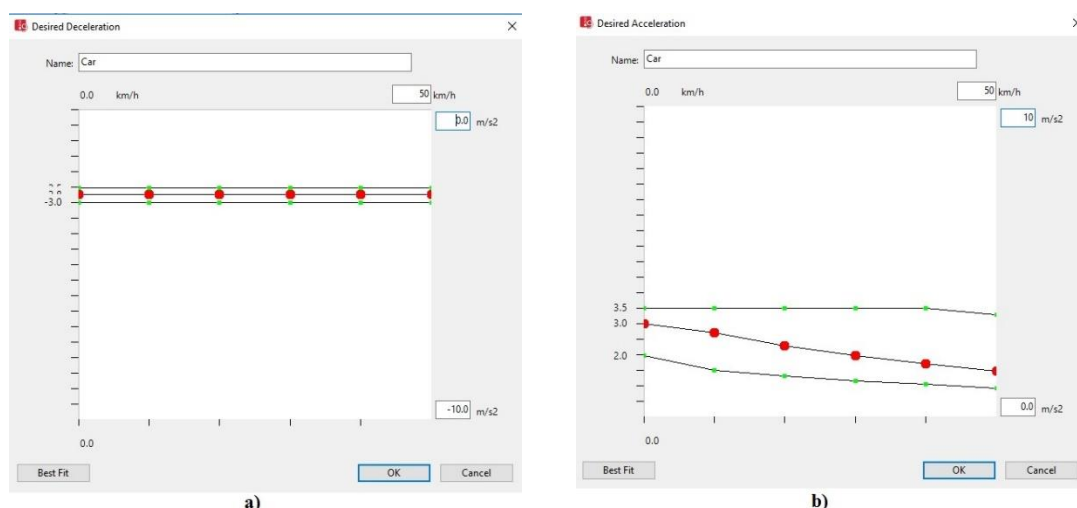 Desired Deceleration
Name: Car
0.0 km/h 50 km/h
0.0 m/s2
-3.0
-10.0 m/s2
0.0
Best Fit OK Cancel
a)
Desired Acceleration
Name: Car
0.0 km/h 50 km/h
10 m/s2
3.5
3.0
2.0
0.0 m/s2
0.0
Best Fit OK Cancel
b)